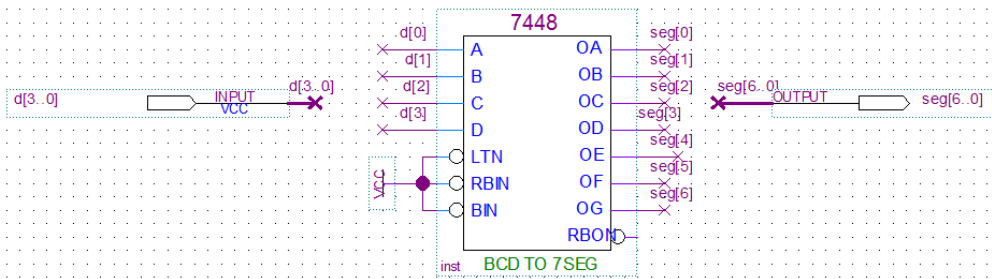 7448
d[0]
A
OA
seg[0]
d[1]
B
OB
seg[1]
d[2]
C
OC
seg[2]
d[3]
D
OD
seg[3]
LTN
OE
seg[4]
RBIN
OF
seg[5]
BIN
OG
seg[6]
RBON
inst
BCD TO 7SEG
d[3..0]
INPUT
VCC
d[3..0]
VCC
seg[6..0]
OUTPUT
seg[6..0]